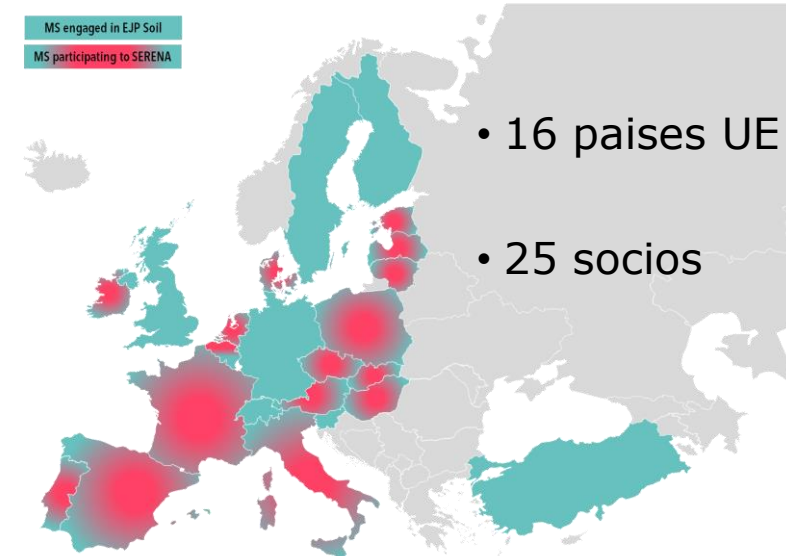 MS engaged in EJP Soil
MS participating to SERENA
• 16 paises UE
• 25 socios